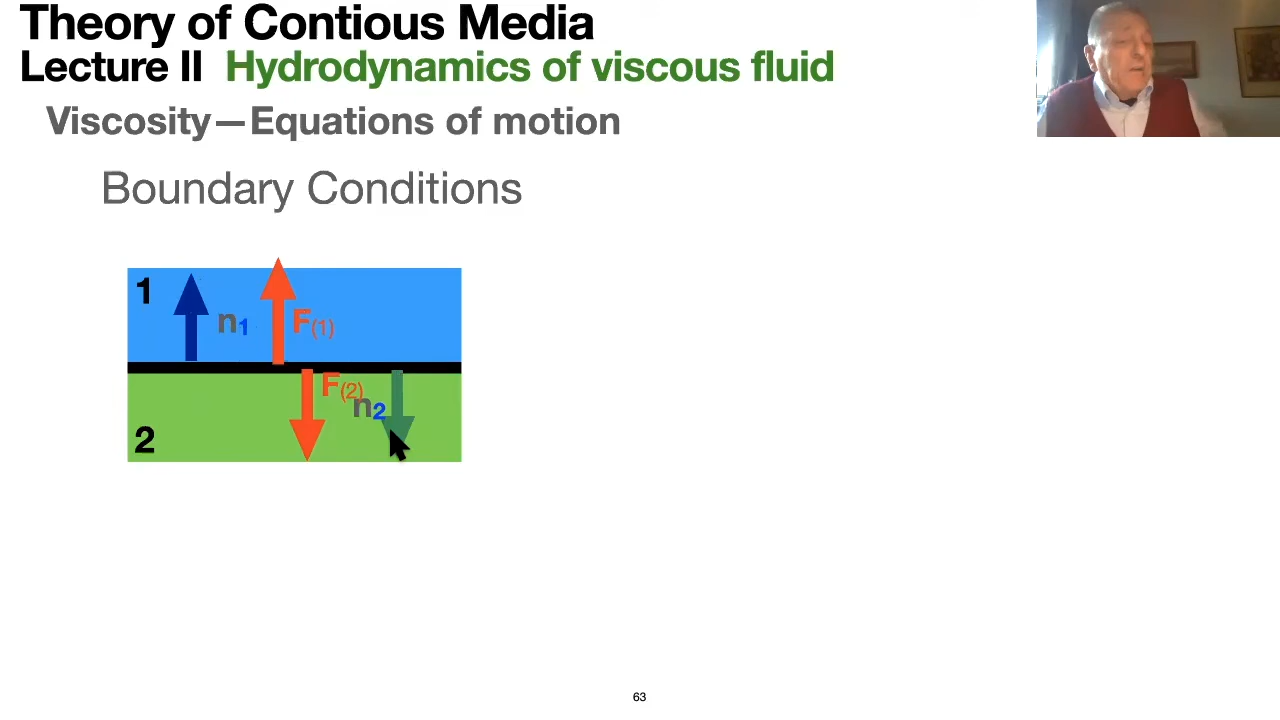 Theory of Contious Media
Lecture II Hydrodynamics of viscous fluid
Viscosity—Equations of motion
Boundary Conditions
1
n1
F(1)
F(2)
n2
2
63